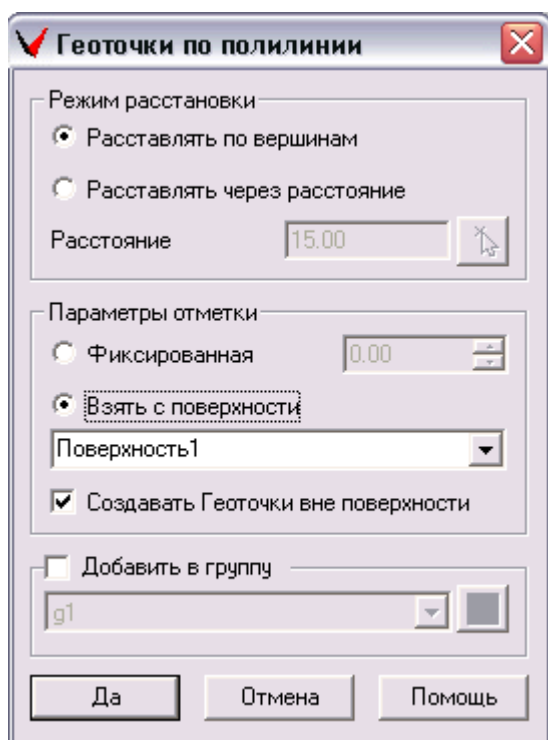 Геоточки по полилинии
Режим расстановки
Расставлять по вершинам
Расставлять через расстояние
Расстояние 15.00
Параметры отметки
Фиксированная 0.00
Взять с поверхности
Поверхность1
Создавать Геоточки вне поверхности
Добавить в группу
g1
Да Отмена Помощь